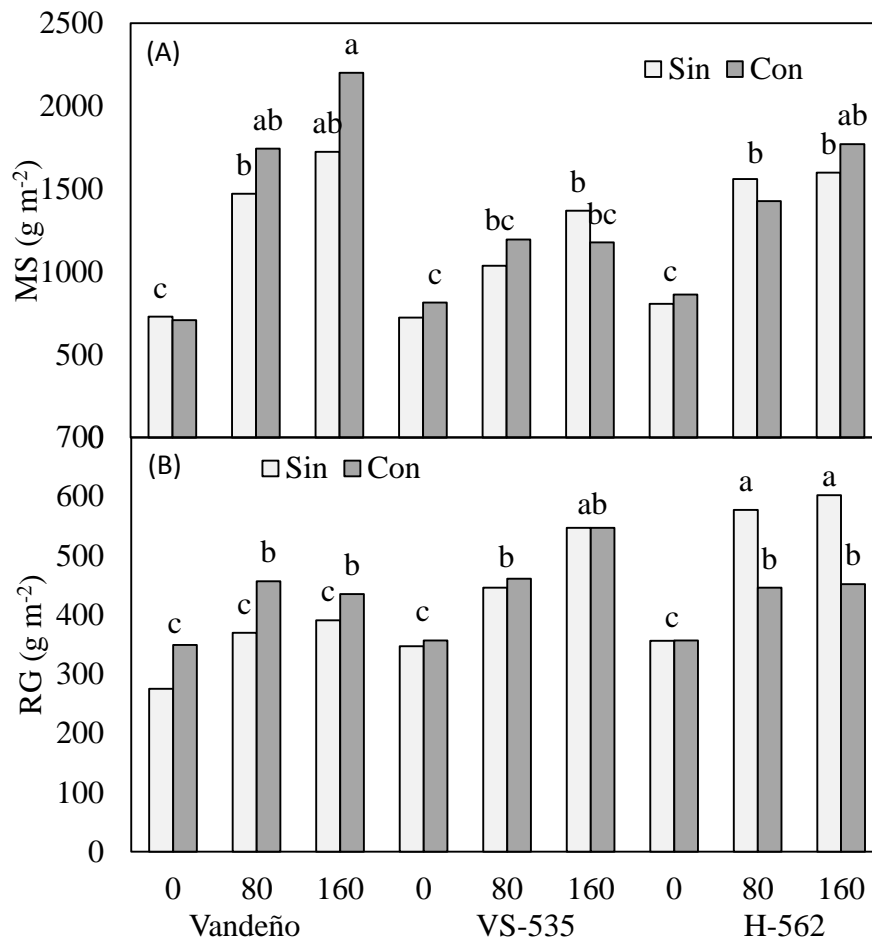 2500
(A)
a
Sin Con
2000
ab
ab
ab
b
b
1500
b
b
bc
bc
MS (g m-2)
1000
c
c
c
500
0
700
(B)
Sin Con
600
a
a
ab
500
b
b
b
b
b
400
c
c
c
c
c
RG (g m-2)
300
200
100
0
0 80 160 0 80 160 0 80 160
Vandeño VS-535 H-562